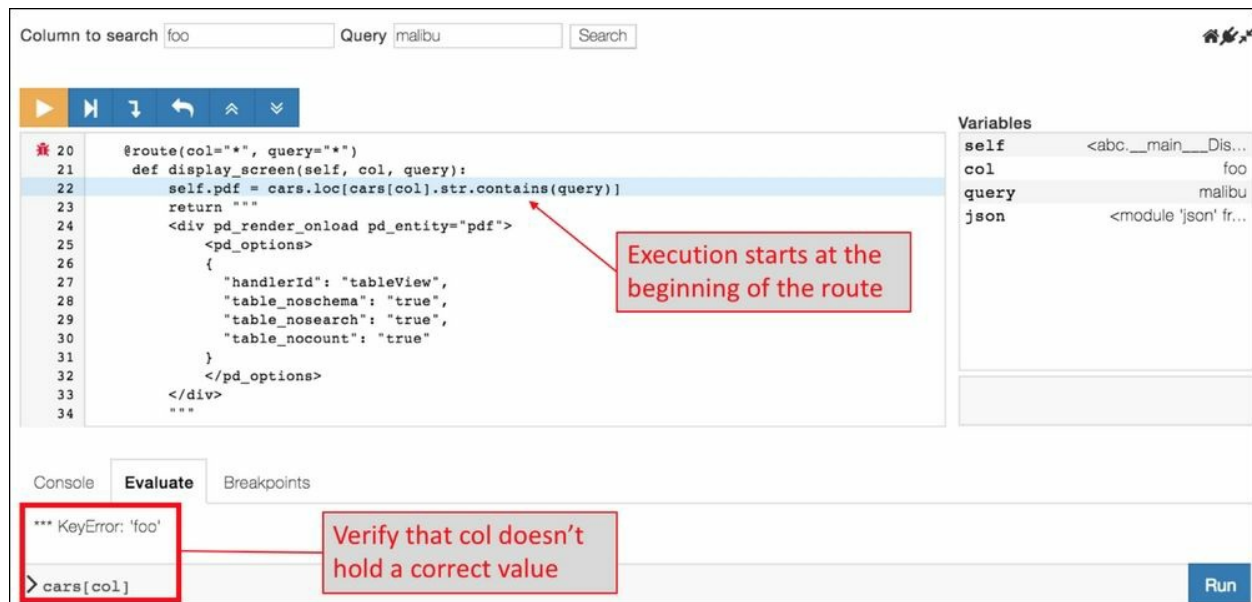 Column to search foo Query malibu Search
Variables
self <abc.__main___Dis...
col foo
query malibu
json <module 'json' fr...
20 @route(col="*", query="*")
21 def display_screen(self, col, query):
22 self.pdf = cars.loc[cars[col].str.contains(query)]
23 return """
24 <div pd_render_onload pd_entity="pdf">
25 <pd_options>
26 {
27 "handlerId": "tableView",
28 "table_noschema": "true",
29 "table_nosearch": "true",
30 "table_nocount": "true"
31 }
32 </pd_options>
33 </div>
34 """
Execution starts at the
beginning of the route
Console Evaluate Breakpoints
*** KeyError: 'foo'
Verify that col doesn't
hold a correct value
cars[col]
Run